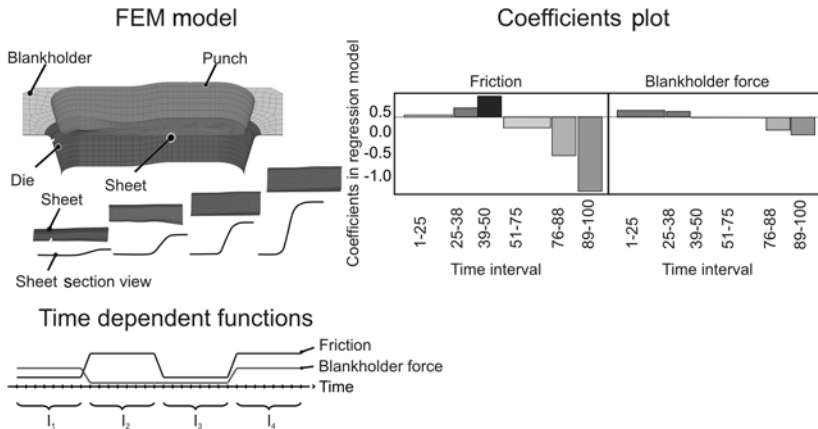 FEM model
Blankholder
Punch
Die
Sheet
Sheet
Sheet section view
Coefficients plot
Coefficients in regression model
Friction
Blankholder force
0.5
0.0
-0.5
-1.0
1-25
25-38
39-50
51-75
76-88
89-100
1-25
25-38
39-50
51-75
76-88
89-100
Time interval
Time interval
Time dependent functions
Friction
Blankholder force
Time
I₁
I₂
I₃
I₄